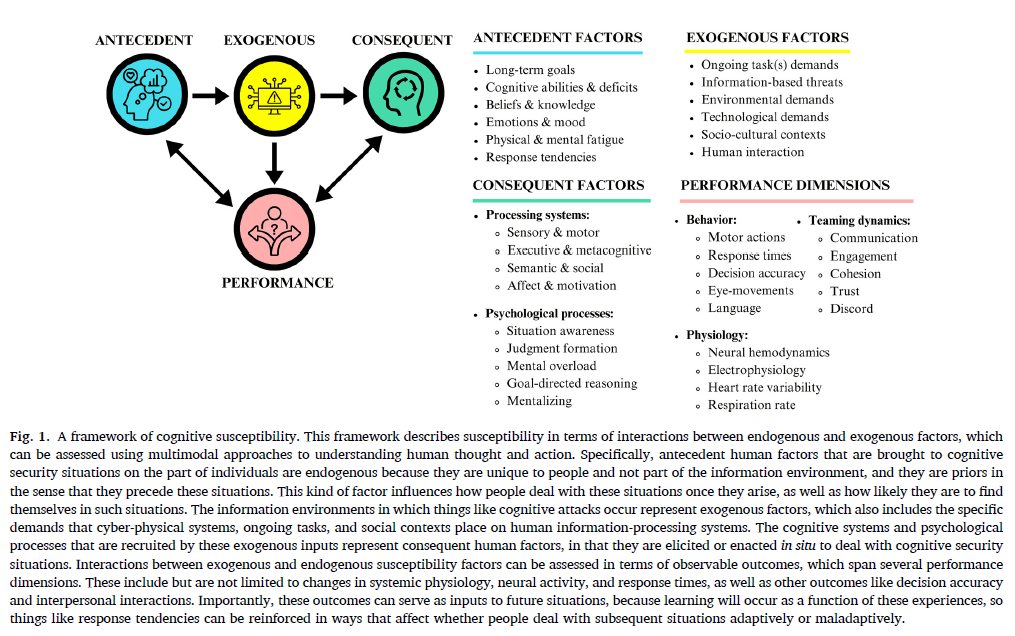 ANTECEDENT EXOGENOUS CONSEQUENT
PERFORMANCE
ANTECEDENT FACTORS
• Long-term goals
• Cognitive abilities & deficits
• Beliefs & knowledge
• Emotions & mood
• Physical & mental fatigue
• Response tendencies
EXOGENOUS FACTORS
• Ongoing task(s) demands
• Information-based threats
• Environmental demands
• Technological demands
• Socio-cultural contexts
• Human interaction
CONSEQUENT FACTORS
• Processing systems:
◦ Sensory & motor
◦ Executive & metacognitive
◦ Semantic & social
◦ Affect & motivation
• Psychological processes:
◦ Situation awareness
◦ Judgment formation
◦ Mental overload
◦ Goal-directed reasoning
◦ Mentalizing
PERFORMANCE DIMENSIONS
• Behavior:
◦ Motor actions
◦ Response times
◦ Decision accuracy
◦ Eye-movements
◦ Language
• Teaming dynamics:
◦ Communication
◦ Engagement
◦ Cohesion
◦ Trust
◦ Discord
• Physiology:
◦ Neural hemodynamics
◦ Electrophysiology
◦ Heart rate variability
◦ Respiration rate
Fig. 1. A framework of cognitive susceptibility. This framework describes susceptibility in terms of interactions between endogenous and exogenous factors, which
can be assessed using multimodal approaches to understanding human thought and action. Specifically, antecedent human factors that are brought to cognitive
security situations on the part of individuals are endogenous because they are unique to people and not part of the information environment, and they are priors in
the sense that they precede these situations. This kind of factor influences how people deal with these situations once they arise, as well as how likely they are to find
themselves in such situations. The information environments in which things like cognitive attacks occur represent exogenous factors, which also includes the specific
demands that cyber-physical systems, ongoing tasks, and social contexts place on human information-processing systems. The cognitive systems and psychological
processes that are recruited by these exogenous inputs represent consequent human factors, in that they are elicited or enacted in situ to deal with cognitive security
situations. Interactions between exogenous and endogenous susceptibility factors can be assessed in terms of observable outcomes, which span several performance
dimensions. These include but are not limited to changes in systemic physiology, neural activity, and response times, as well as other outcomes like decision accuracy
and interpersonal interactions. Importantly, these outcomes can serve as inputs to future situations, because learning will occur as a function of these experiences, so
things like response tendencies can be reinforced in ways that affect whether people deal with subsequent situations adaptively or maladaptively.